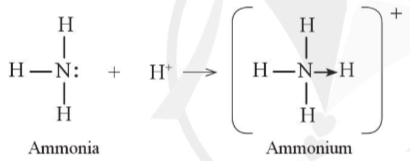 H H
H—N: + H⁺ ⟶ H—N→H +
H H
Ammonia Ammonium